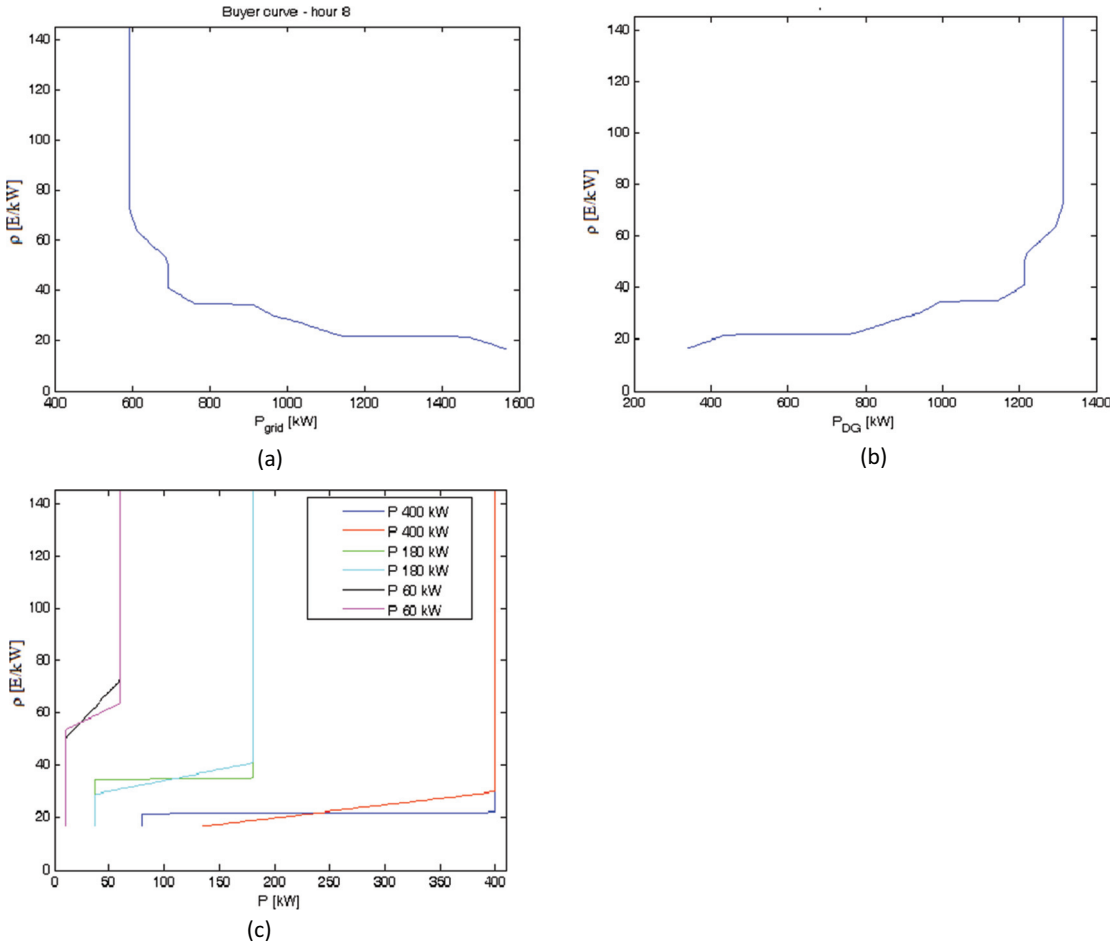 Buyer curve - hour 8
140
120
100
80
60
40
20
0
ρ [E/kW]
400 600 800 1000 1200 1400 1600
P_grid [kW]
(a)
140
120
100
80
60
40
20
0
ρ [E/kW]
200 400 600 800 1000 1200 1400
P_DG [kW]
(b)
140
120
100
80
60
40
20
0
ρ [E/kW]
P 400 kW
P 400 kW
P 180 kW
P 180 kW
P 60 kW
P 60 kW
0 50 100 150 200 250 300 350 400
P [kW]
(c)